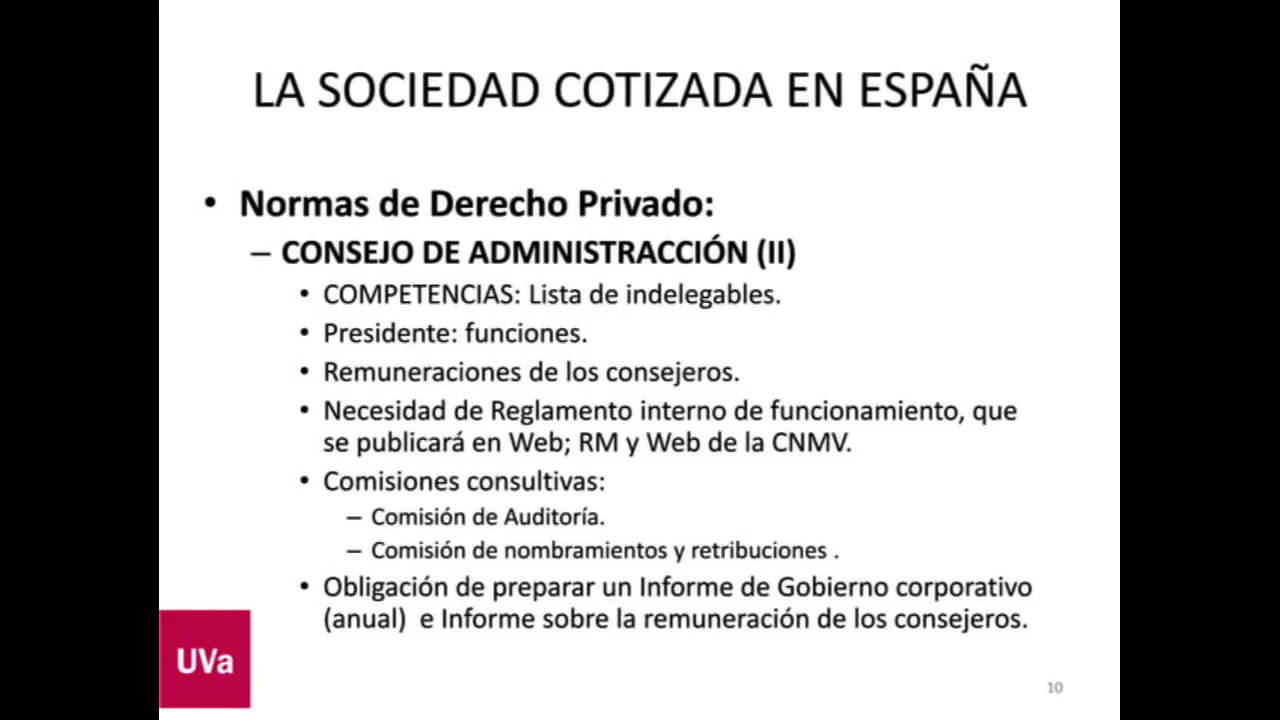 LA SOCIEDAD COTIZADA EN ESPAÑA
• Normas de Derecho Privado:
– CONSEJO DE ADMINISTRACCIÓN (II)
• COMPETENCIAS: Lista de indelegables.
• Presidente: funciones.
• Remuneraciones de los consejeros.
• Necesidad de Reglamento interno de funcionamiento, que
se publicará en Web; RM y Web de la CNMV.
• Comisiones consultivas:
– Comisión de Auditoría.
– Comisión de nombramientos y retribuciones .
• Obligación de preparar un Informe de Gobierno corporativo
(anual)  e Informe sobre la remuneración de los consejeros.
UVa
10